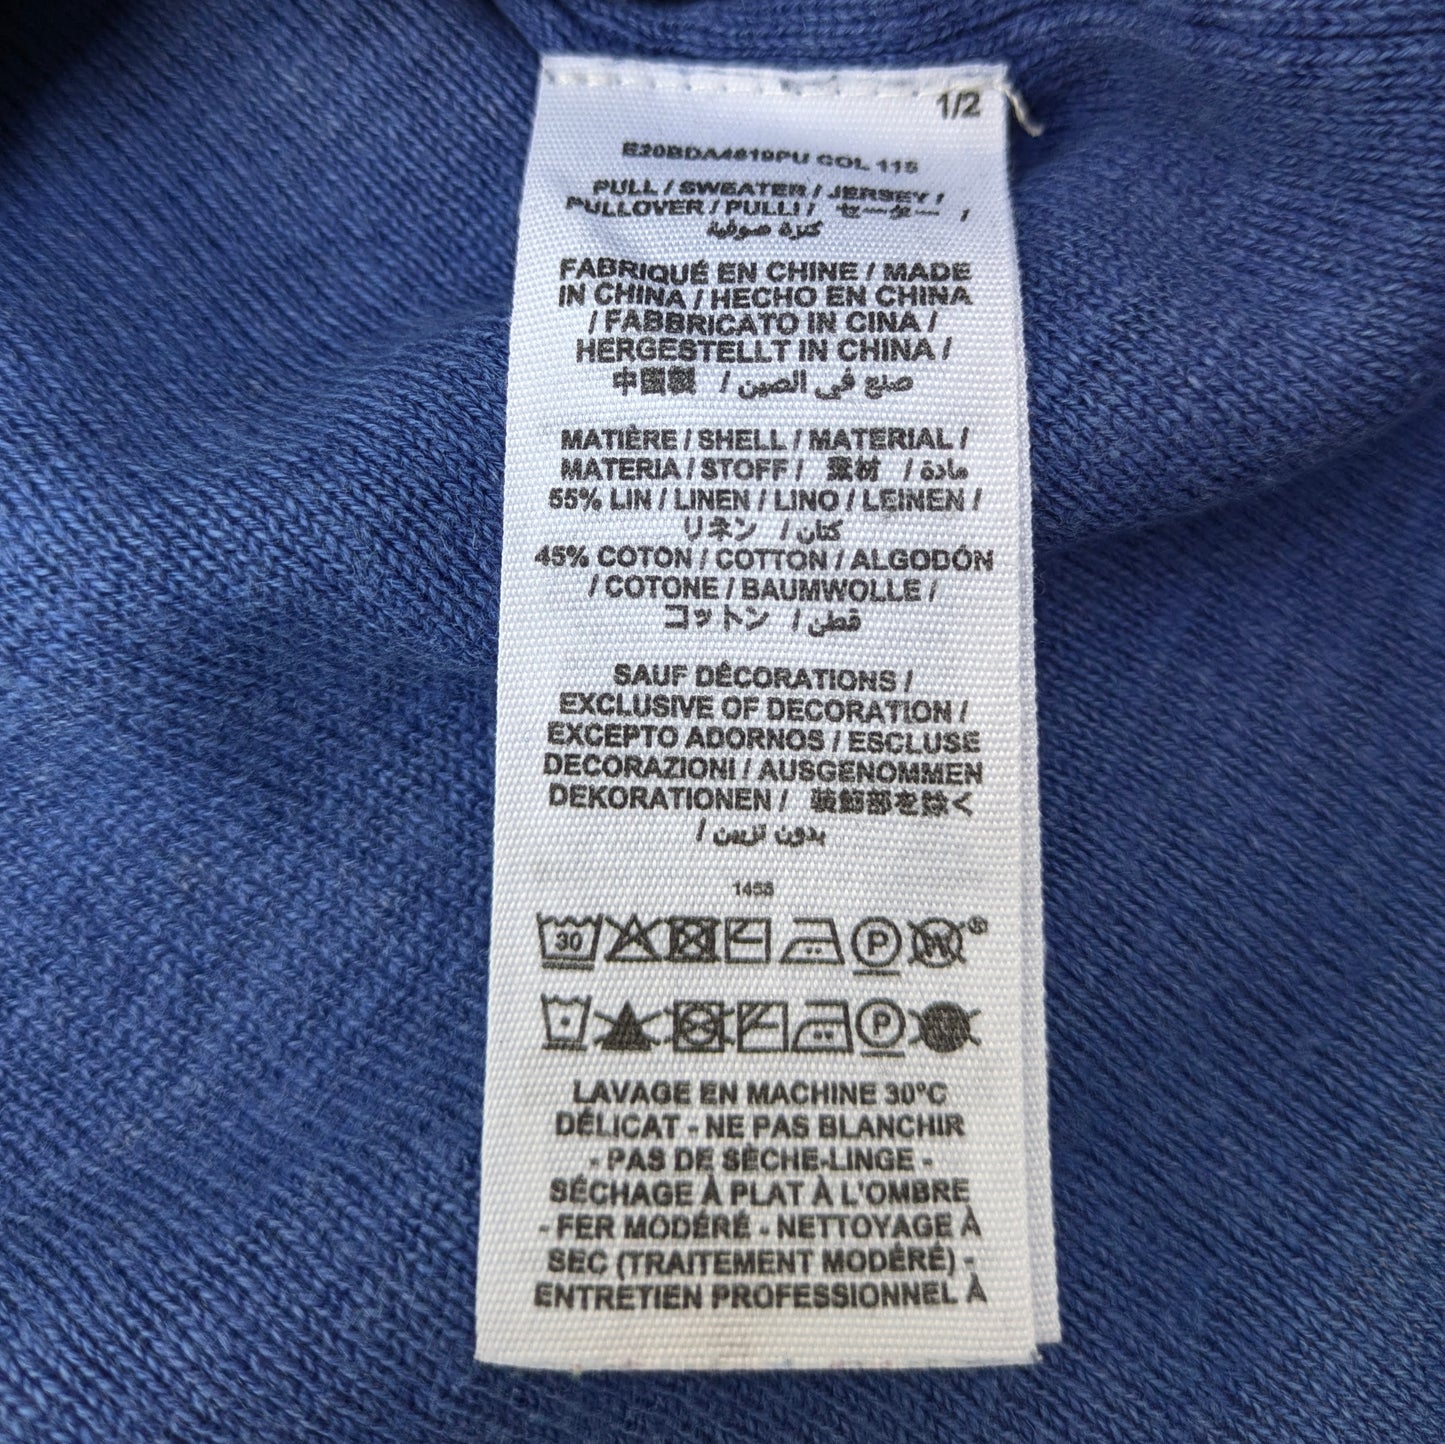 1/2
E20BDA4819PU COL 115
PULL / SWEATER / JERSEY /
PULLOVER / PULLI / セーター /
كنزة صوفية
FABRIQUÉ EN CHINE / MADE
IN CHINA / HECHO EN CHINA
/ FABBRICATO IN CINA /
HERGESTELLT IN CHINA /
中國製 / صنع في الصين
MATIÈRE / SHELL / MATERIAL /
MATERIA / STOFF / 素材 / مادة
55% LIN / LINEN / LINO / LEINEN /
リネン / كتان
45% COTON / COTTON / ALGODÓN
/ COTONE / BAUMWOLLE /
コットン / قطن
SAUF DÉCORATIONS /
EXCLUSIVE OF DECORATION /
EXCEPTO ADORNOS / ESCLUSE
DECORAZIONI / AUSGENOMMEN
DEKORATIONEN / 装飾部を除く
/ بدون تزيين
1458
30 P W
P
LAVAGE EN MACHINE 30°C
DÉLICAT - NE PAS BLANCHIR
- PAS DE SÈCHE-LINGE -
SÉCHAGE À PLAT À L'OMBRE
- FER MODÉRÉ - NETTOYAGE À
SEC (TRAITEMENT MODÉRÉ) -
ENTRETIEN PROFESSIONNEL À